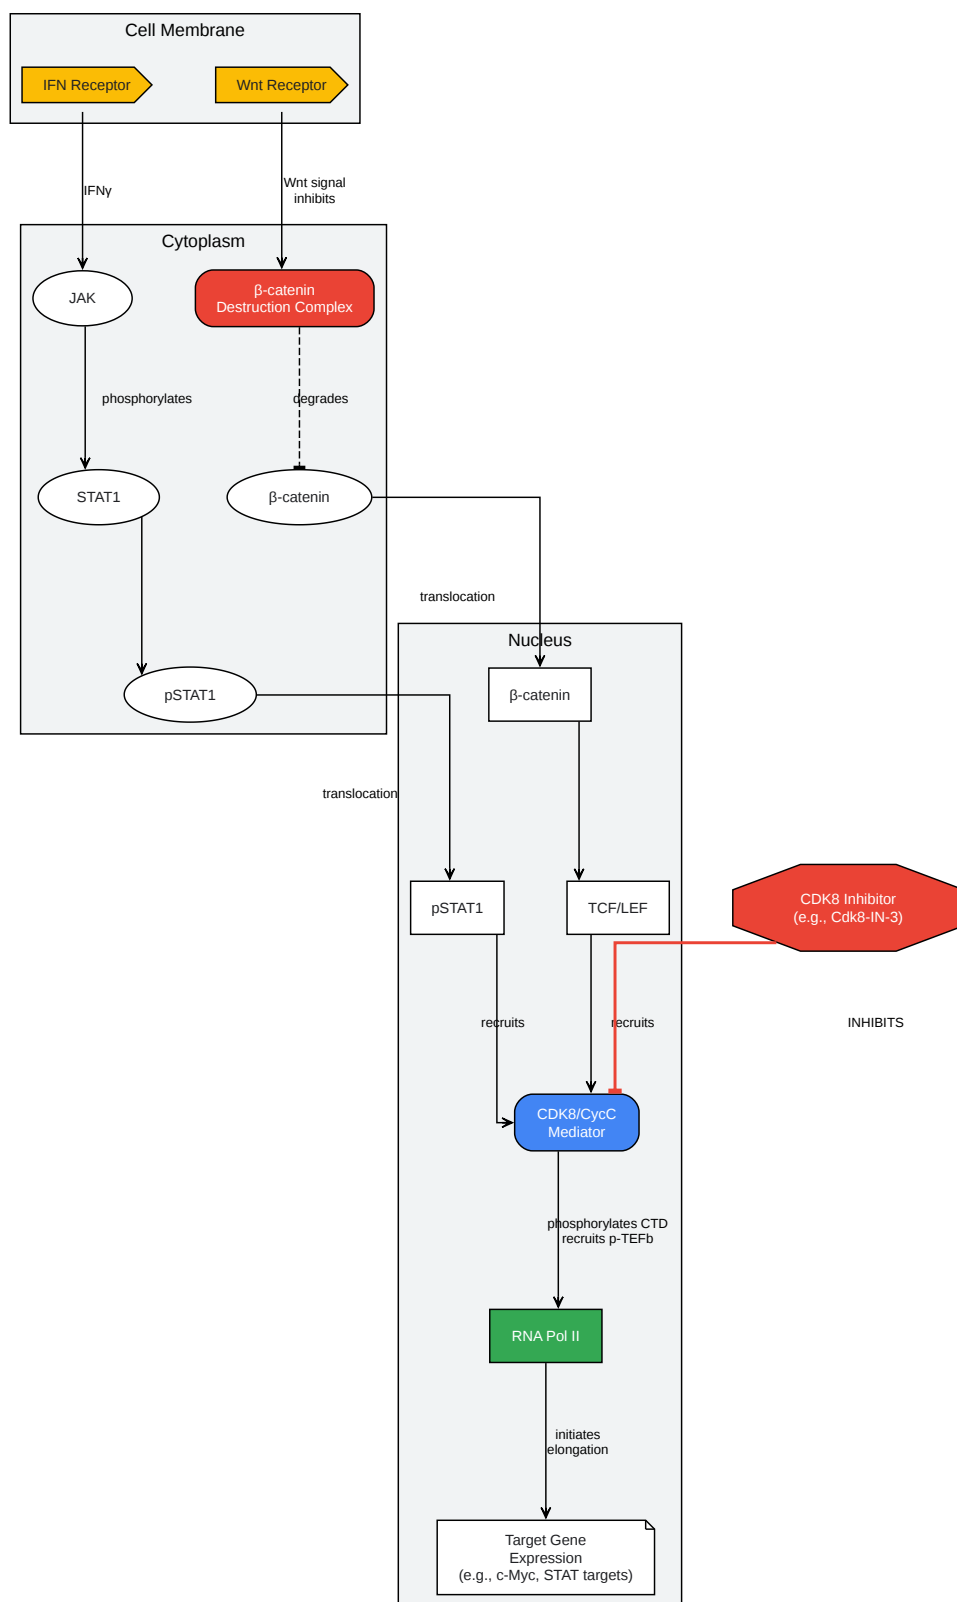 Cell Membrane
IFN Receptor
Wnt Receptor
IFNγ
Wnt signal
inhibits
Cytoplasm
JAK
β-catenin
Destruction Complex
phosphorylates
degrades
STAT1
β-catenin
translocation
Nucleus
pSTAT1
β-catenin
translocation
pSTAT1
TCF/LEF
CDK8 Inhibitor
(e.g., Cdk8-IN-3)
recruits
recruits
INHIBITS
CDK8/CycC
Mediator
phosphorylates CTD
recruits p-TEFb
RNA Pol II
initiates
elongation
Target Gene
Expression
(e.g., c-Myc, STAT targets)